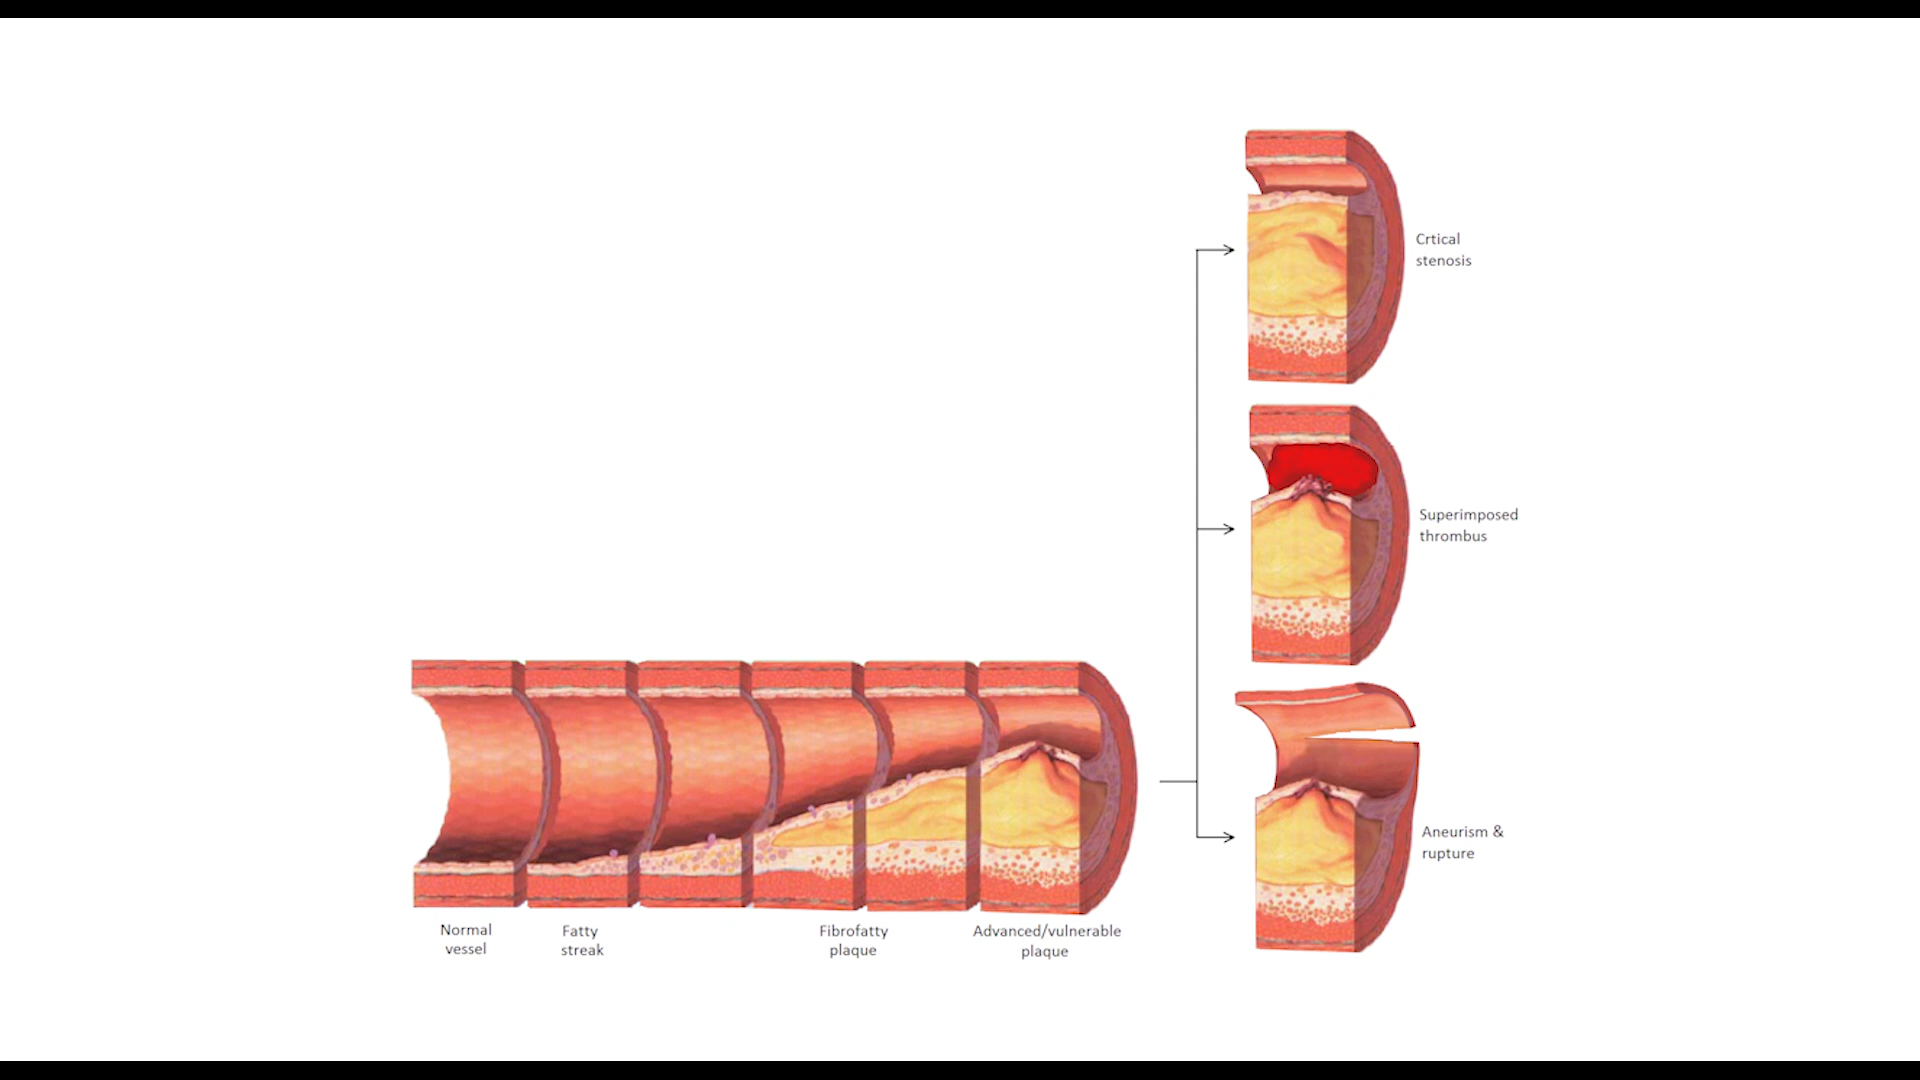 Crtical
stenosis
Superimposed
thrombus
Aneurism &
rupture
Normal
vessel
Fatty
streak
Fibrofatty
plaque
Advanced/vulnerable
plaque